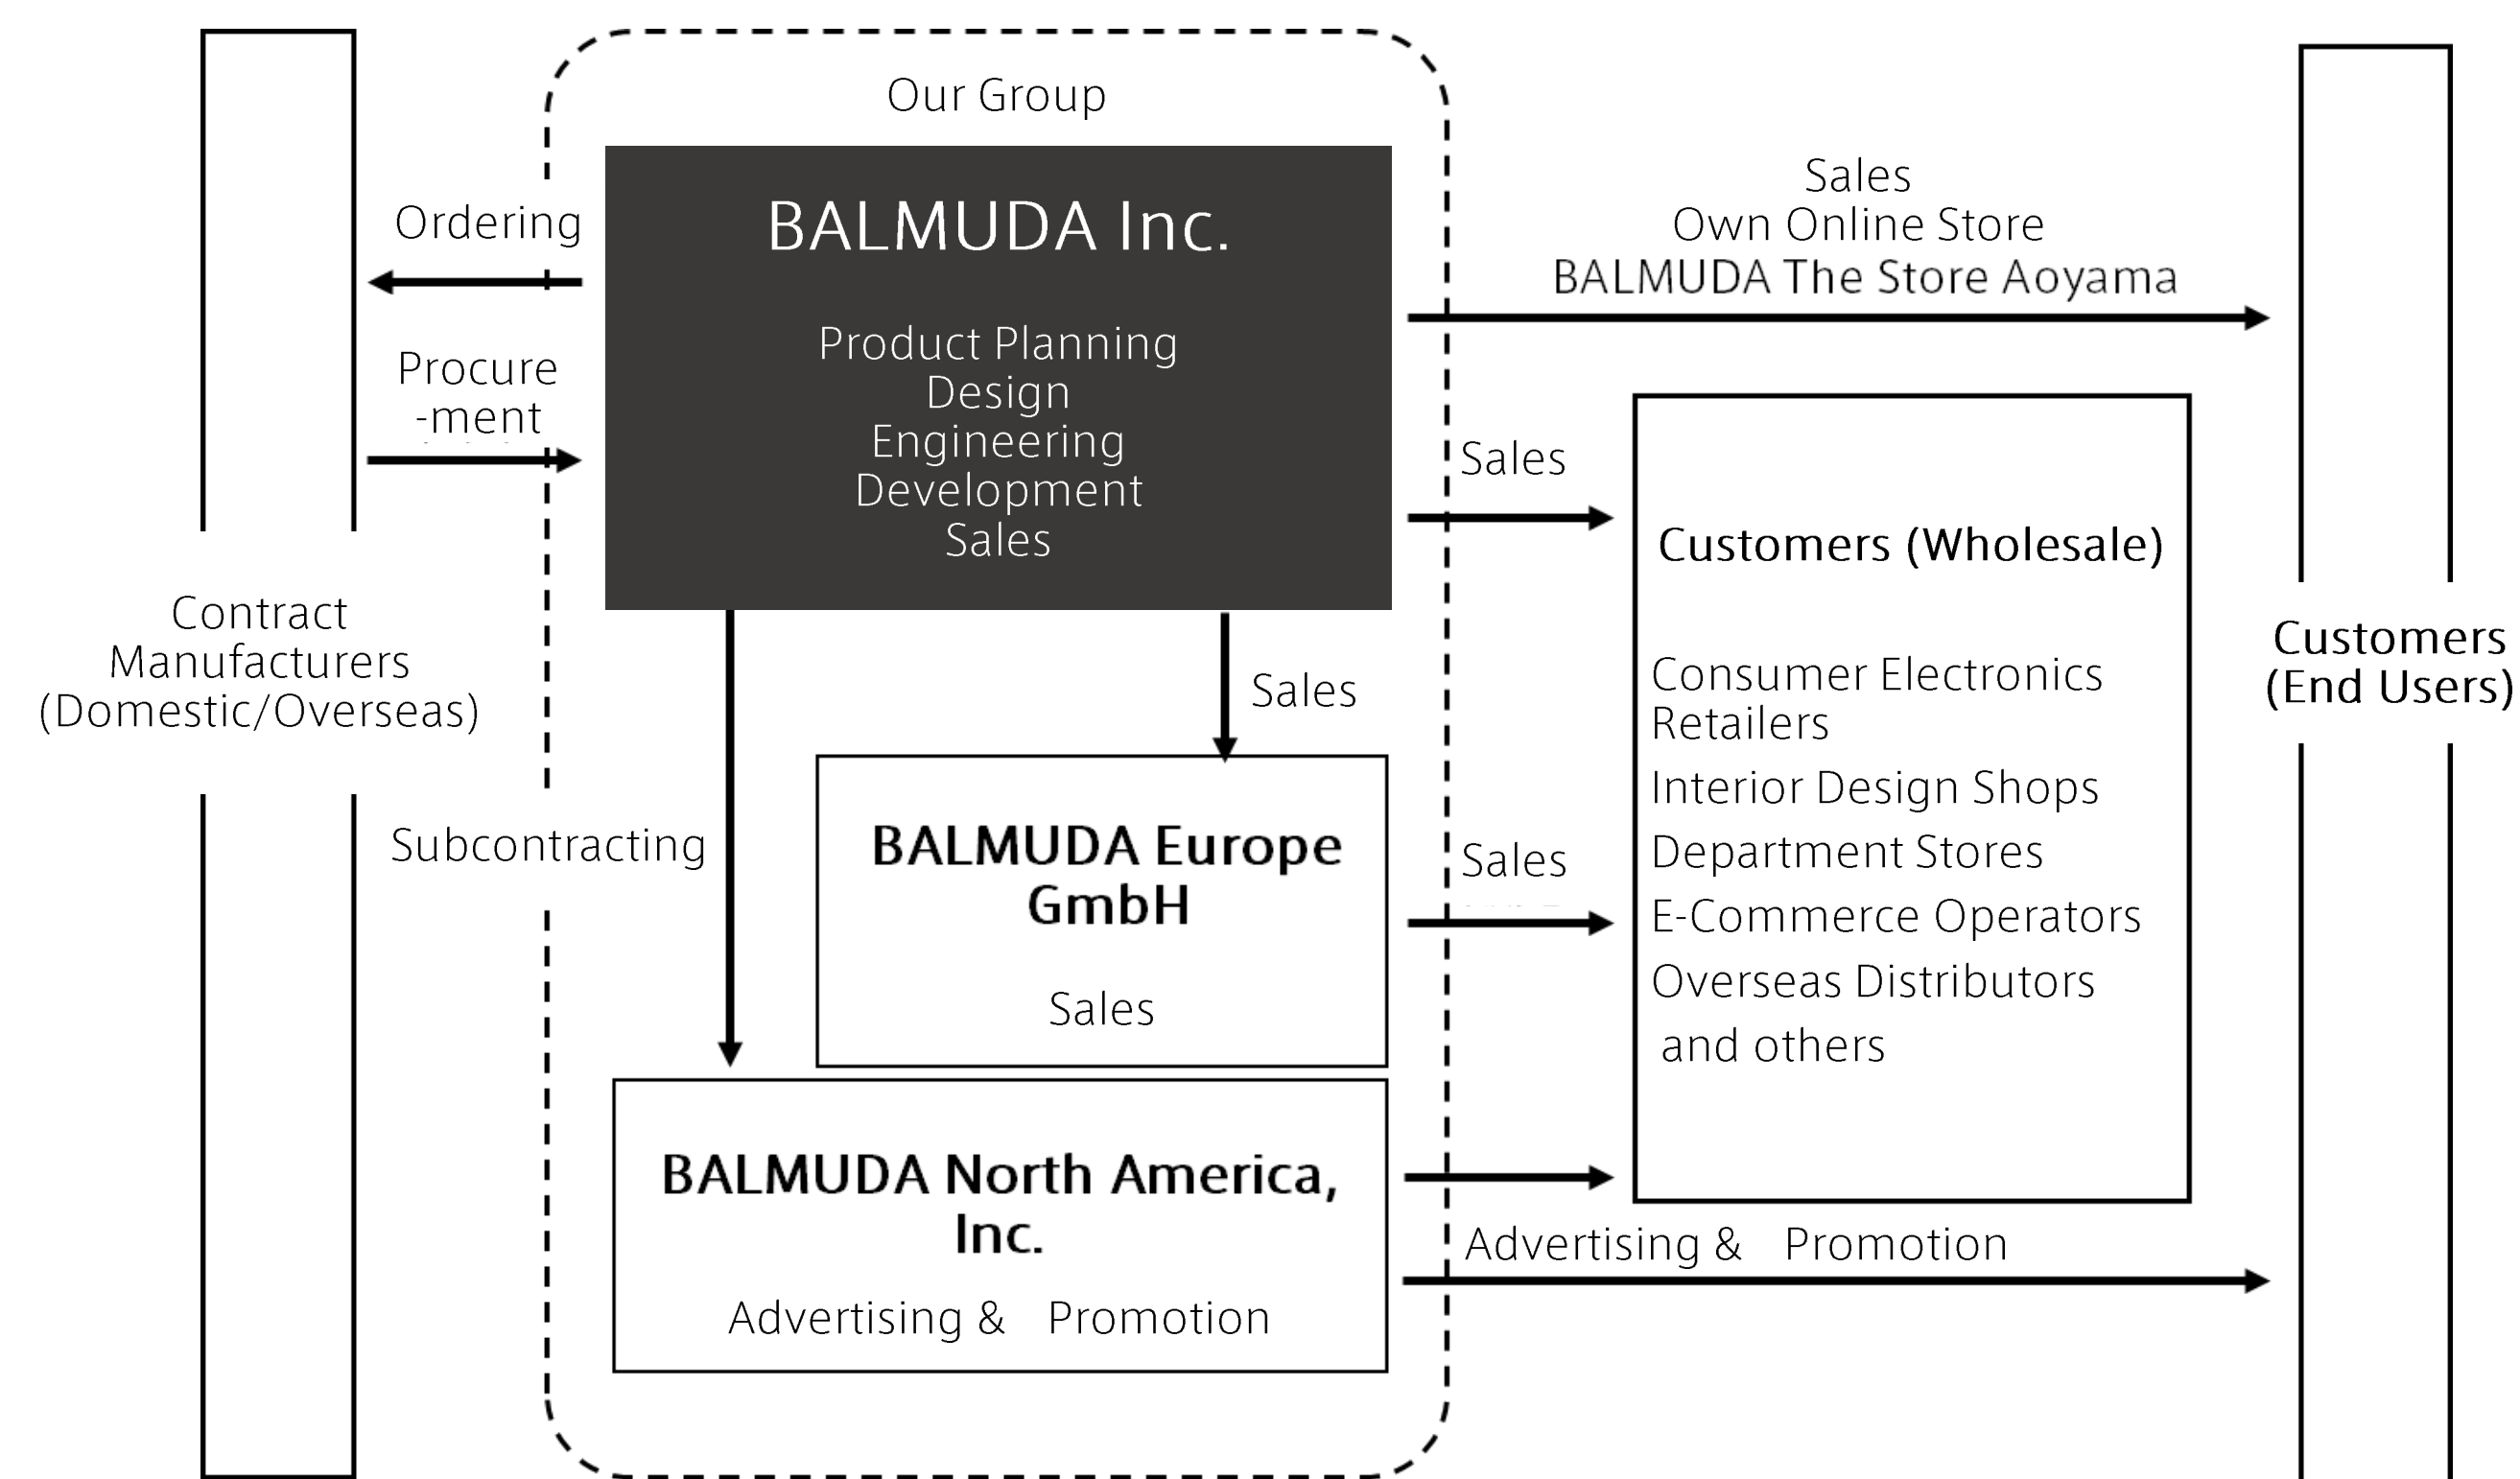 Our Group
BALMUDA Inc.
Product Planning
Design
Engineering
Development
Sales
Ordering
Procure
-ment
Contract
Manufacturers
(Domestic/Overseas)
Subcontracting
Sales
BALMUDA Europe
GmbH
Sales
BALMUDA North America,
Inc.
Advertising & Promotion
Sales
Own Online Store
BALMUDA The Store Aoyama
Sales
Sales
Advertising & Promotion
Customers (Wholesale)
Consumer Electronics
Retailers
Interior Design Shops
Department Stores
E-Commerce Operators
Overseas Distributors
and others
Customers
(End Users)